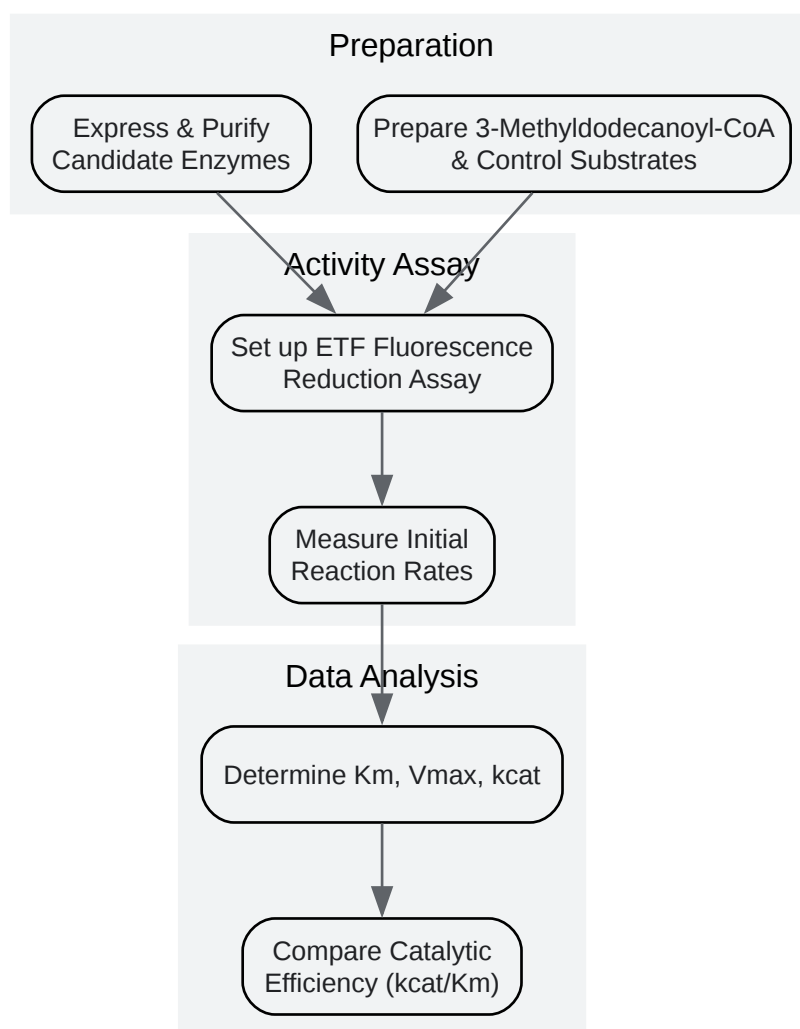 Preparation
Express & Purify
Candidate Enzymes
Prepare 3-Methyldodecanoyl-CoA
& Control Substrates
Activity Assay
Set up ETF Fluorescence
Reduction Assay
Measure Initial
Reaction Rates
Data Analysis
Determine Km, Vmax, kcat
Compare Catalytic
Efficiency (kcat/Km)